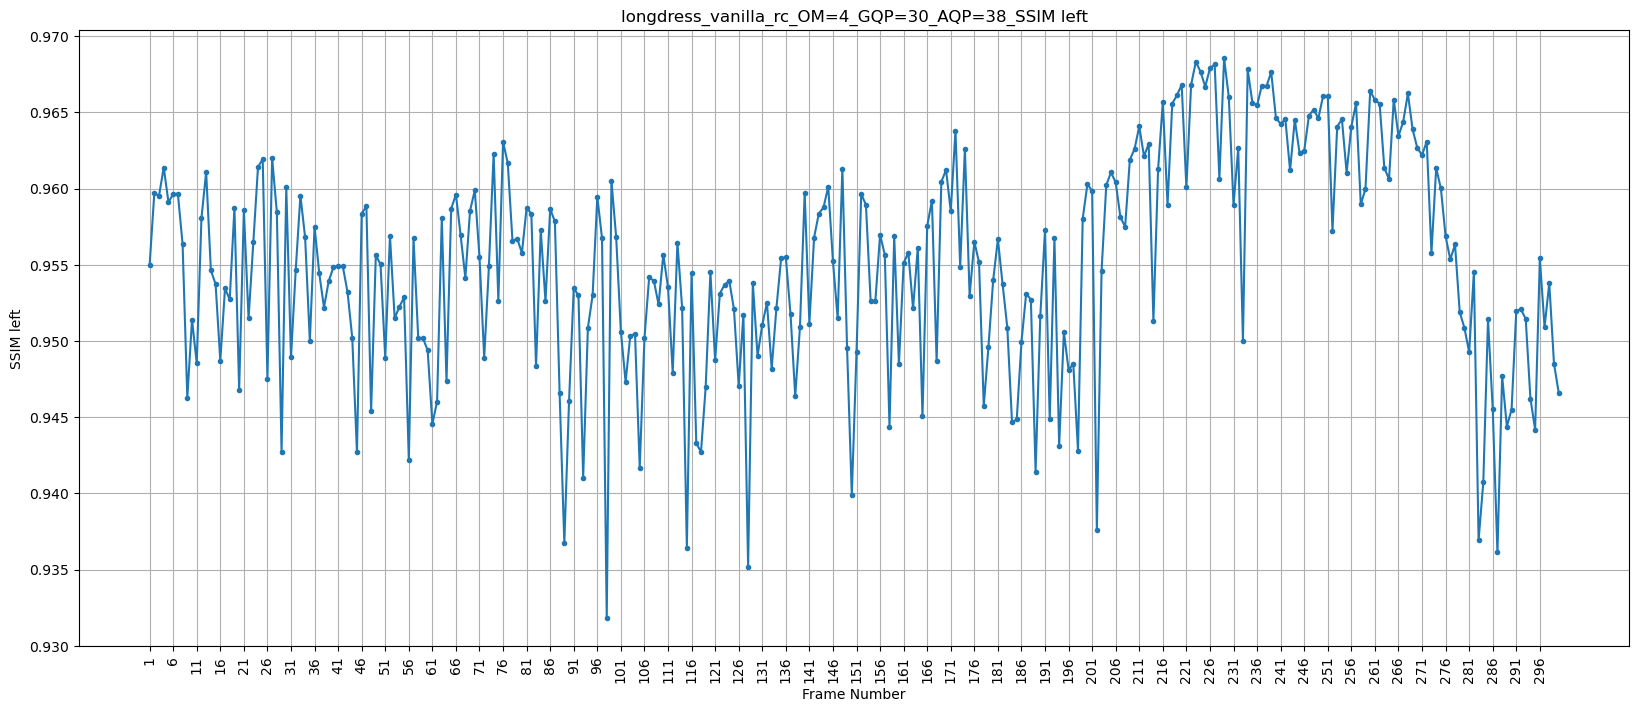 longdress_vanilla_rc_OM=4_GQP=30_AQP=38_SSIM left
0.970
0.965
0.960
0.955
0.950
0.945
0.940
0.935
0.930
SSIM left
1 6 11 16 21 26 31 36 41 46 51 56 61 66 71 76 81 86 91 96 101 106 111 116 121 126 131 136 141 146 151 156 161 166 171 176 181 186 191 196 201 206 211 216 221 226 231 236 241 246 251 256 261 266 271 276 281 286 291 296
Frame Number